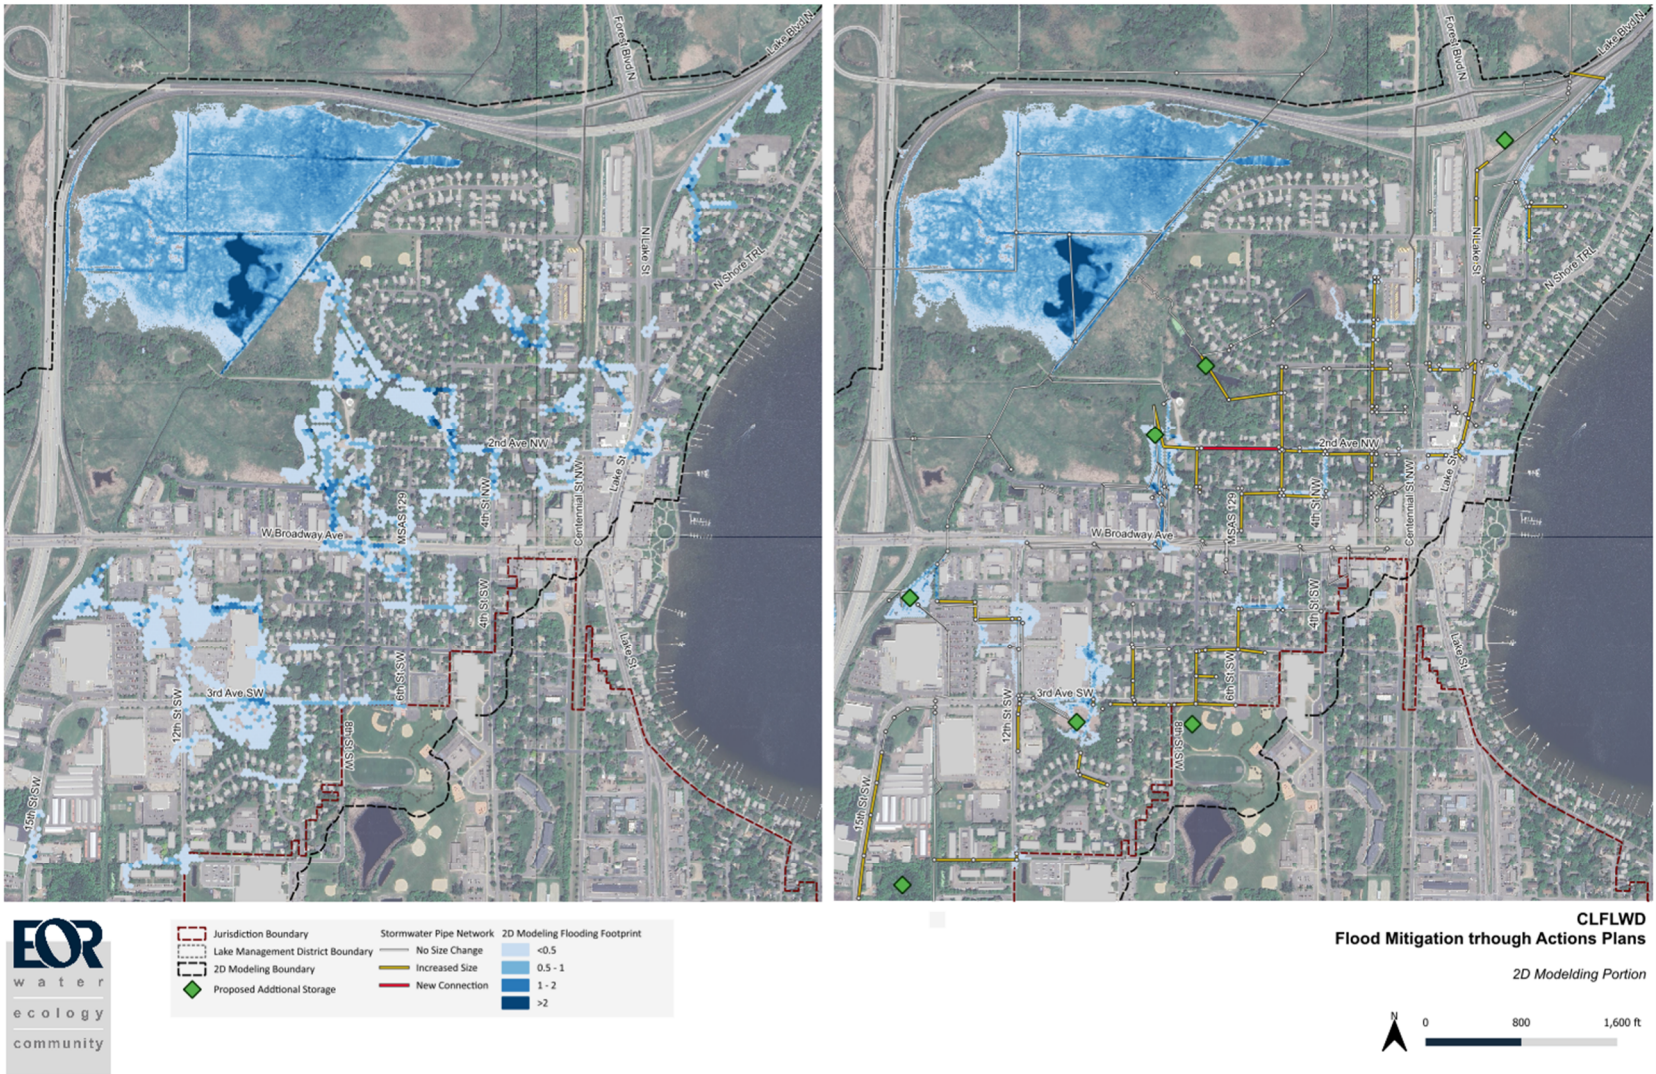 Forest Blvd N
Lake Blvd N
N Lake St
N Shore TRL
2nd Ave NW
Lake St
Centennial St NW
4th St NW
MSAS 129
W Broadway Ave
4th St SW
Lake St
6th St SW
3rd Ave SW
12th St SW
8th St SW
15th St SW
Forest Blvd N
Lake Blvd N
N Lake St
N Shore TRL
2nd Ave NW
Lake St
Centennial St NW
4th St NW
MSAS 129
W Broadway Ave
4th St SW
Lake St
6th St SW
3rd Ave SW
12th St SW
8th St SW
15th St SW
EOR
water
ecology
community
Jurisdiction Boundary
Lake Management District Boundary
2D Modeling Boundary
Proposed Addtional Storage
Stormwater Pipe Network
No Size Change
Increased Size
New Connection
2D Modeling Flooding Footprint
<0.5
0.5 - 1
1 - 2
>2
CLFLWD
Flood Mitigation trhough Actions Plans
2D Modelding Portion
N
0 800 1,600 ft